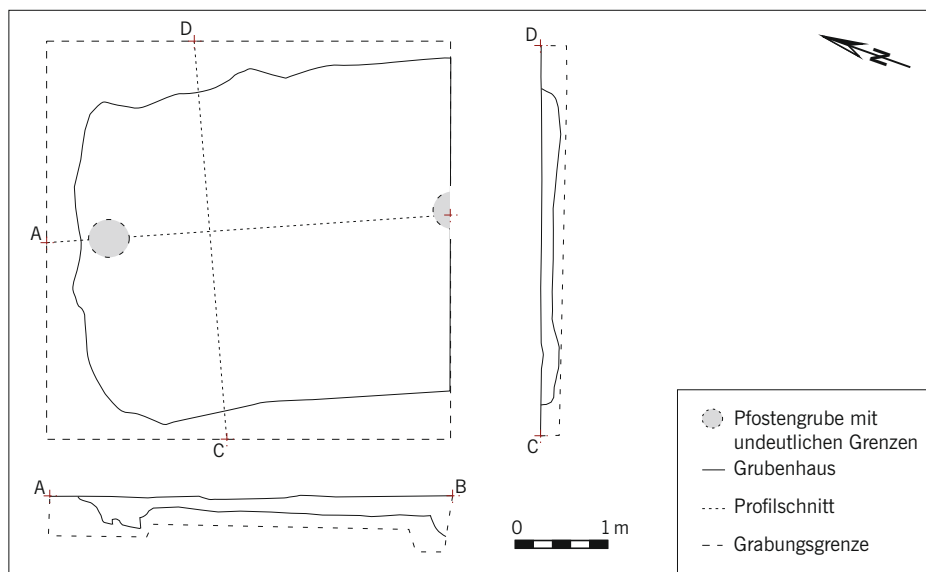 D
D
N
A
C
C
A
B
0 1 m
Pfostengrube mit
undeutlichen Grenzen
Grubenhaus
Profilschnitt
Grabungsgrenze